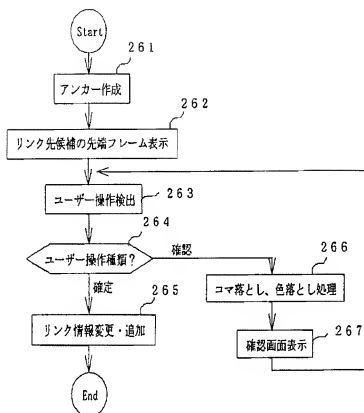 Start
261
アンカー作成
262
リンク先候補の先端フレーム表示
263
ユーザー操作検出
264
ユーザー操作種類?
確認
266
コマ落とし、色落とし処理
確定
265
リンク情報変更・追加
267
確認画面表示
End